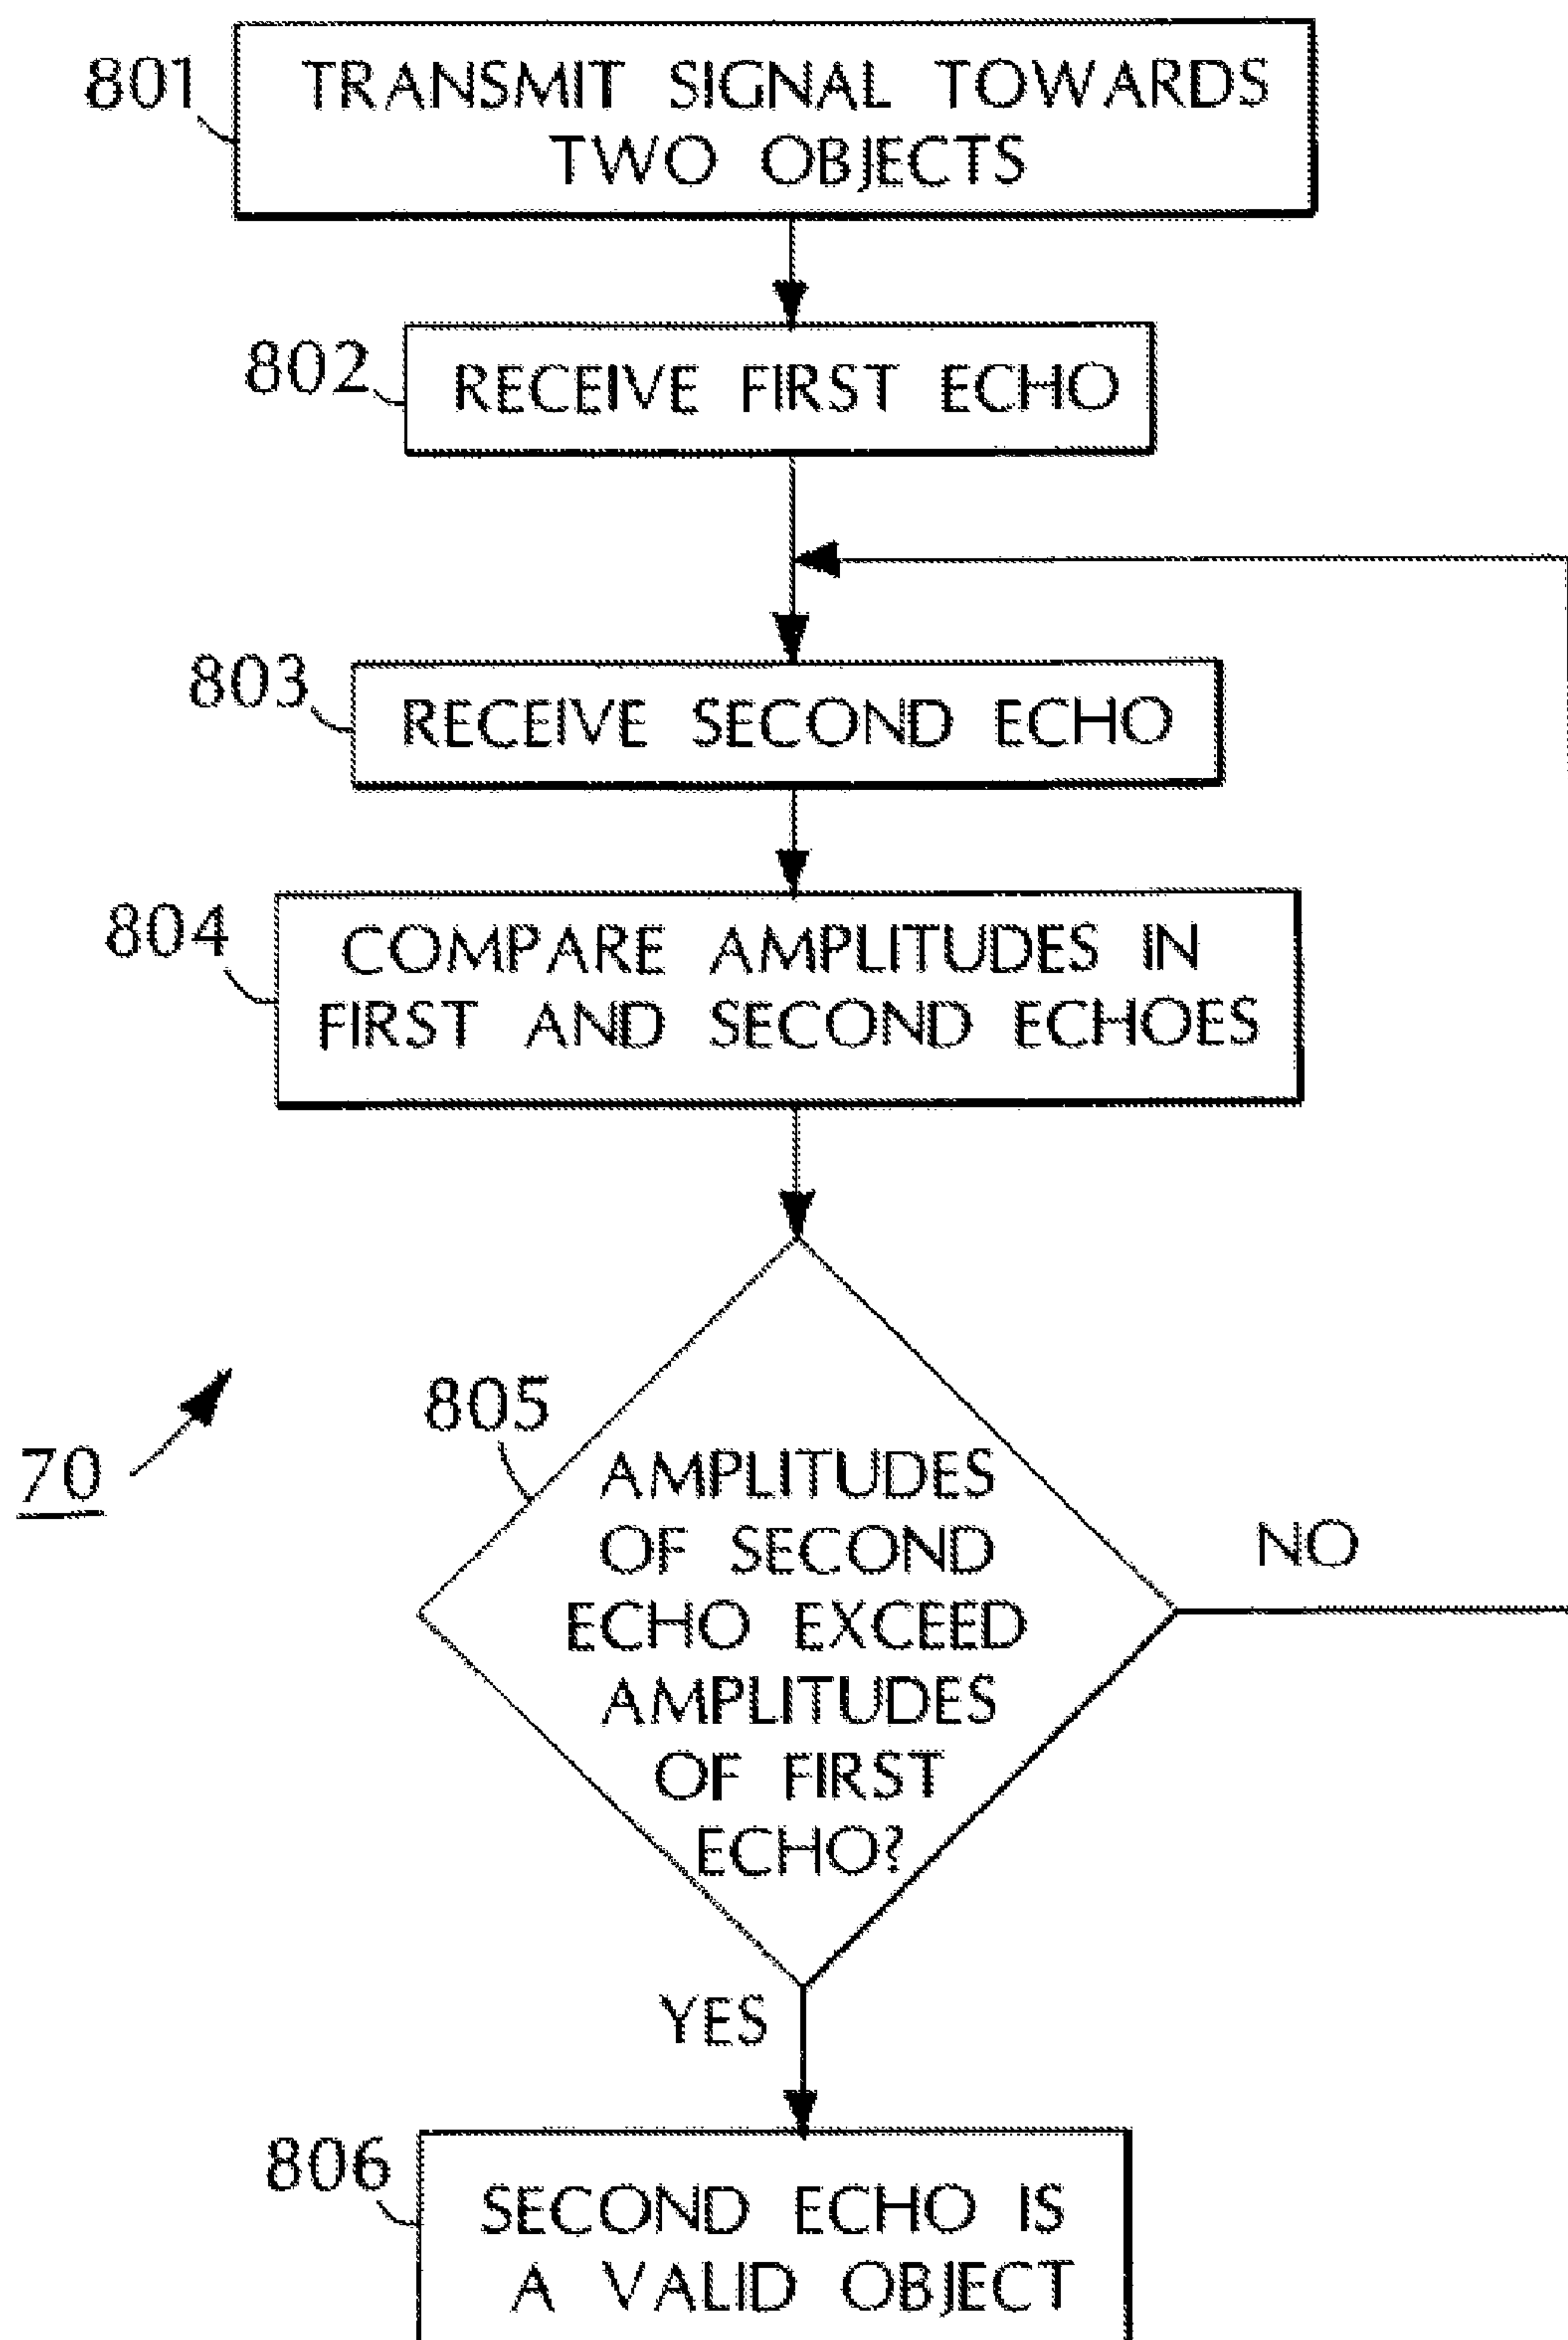 801
TRANSMIT SIGNAL TOWARDS
TWO OBJECTS
802
RECEIVE FIRST ECHO
803
RECEIVE SECOND ECHO
804
COMPARE AMPLITUDES IN
FIRST AND SECOND ECHOES
70
805
AMPLITUDES
OF SECOND
ECHO EXCEED
AMPLITUDES
OF FIRST
ECHO?
NO
YES
806
SECOND ECHO IS
A VALID OBJECT